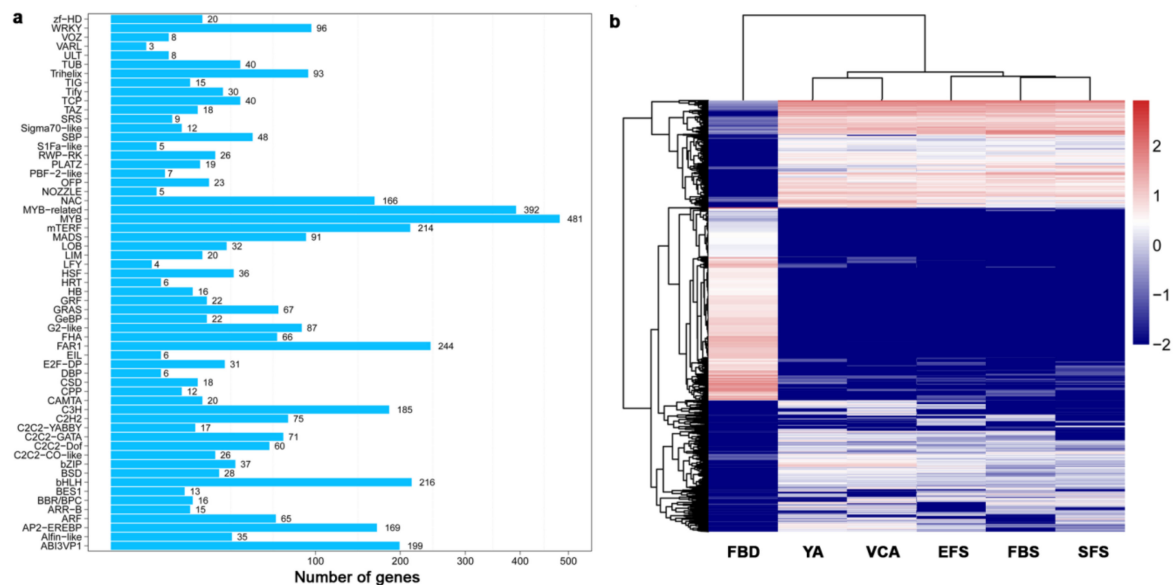 a
zf-HD 20
WRKY 96
VOZ 8
VARL 3
ULT 8
TUB 40
Trihelix 93
TIG 15
Tify 30
TCP 40
TAZ 18
SRS 9
Sigma70-like 12
SBP 48
S1Fa-like 5
RWP-RK 26
PLATZ 19
PBF-2-like 7
OFP 23
NOZZLE 5
NAC 166
MYB-related 392
MYB 481
mTERF 214
MADS 91
LOB 32
LIM 20
LFY 4
HSF 36
HRT 6
HB 16
GRF 22
GRAS 67
GeBP 22
G2-like 87
FHA 66
FAR1 244
EIL 6
E2F-DP 31
DBP 6
CSD 18
CPP 12
CAMTA 20
C3H 185
C2H2 75
C2C2-YABBY 17
C2C2-GATA 71
C2C2-Dof 60
C2C2-CO-like 26
bZIP 37
BSD 28
bHLH 216
BES1 13
BBR/BPC 16
ARR-B 15
ARF 65
AP2-EREBP 169
Alfin-like 35
ABI3VP1 199
100 200 300 400 500
Number of genes
b
2
1
0
-1
-2
FBD YA VCA EFS FBS SFS